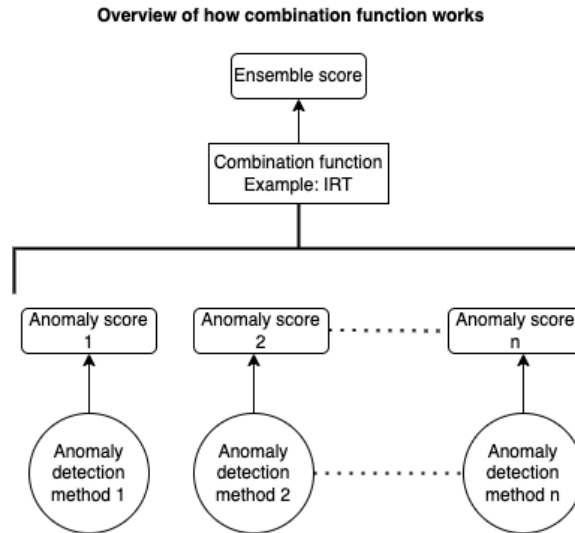 Overview of how combination function works
Ensemble score
Combination function
Example: IRT
Anomaly score
1
Anomaly score
2
Anomaly score
n
Anomaly
detection
method 1
Anomaly
detection
method 2
Anomaly
detection
method n